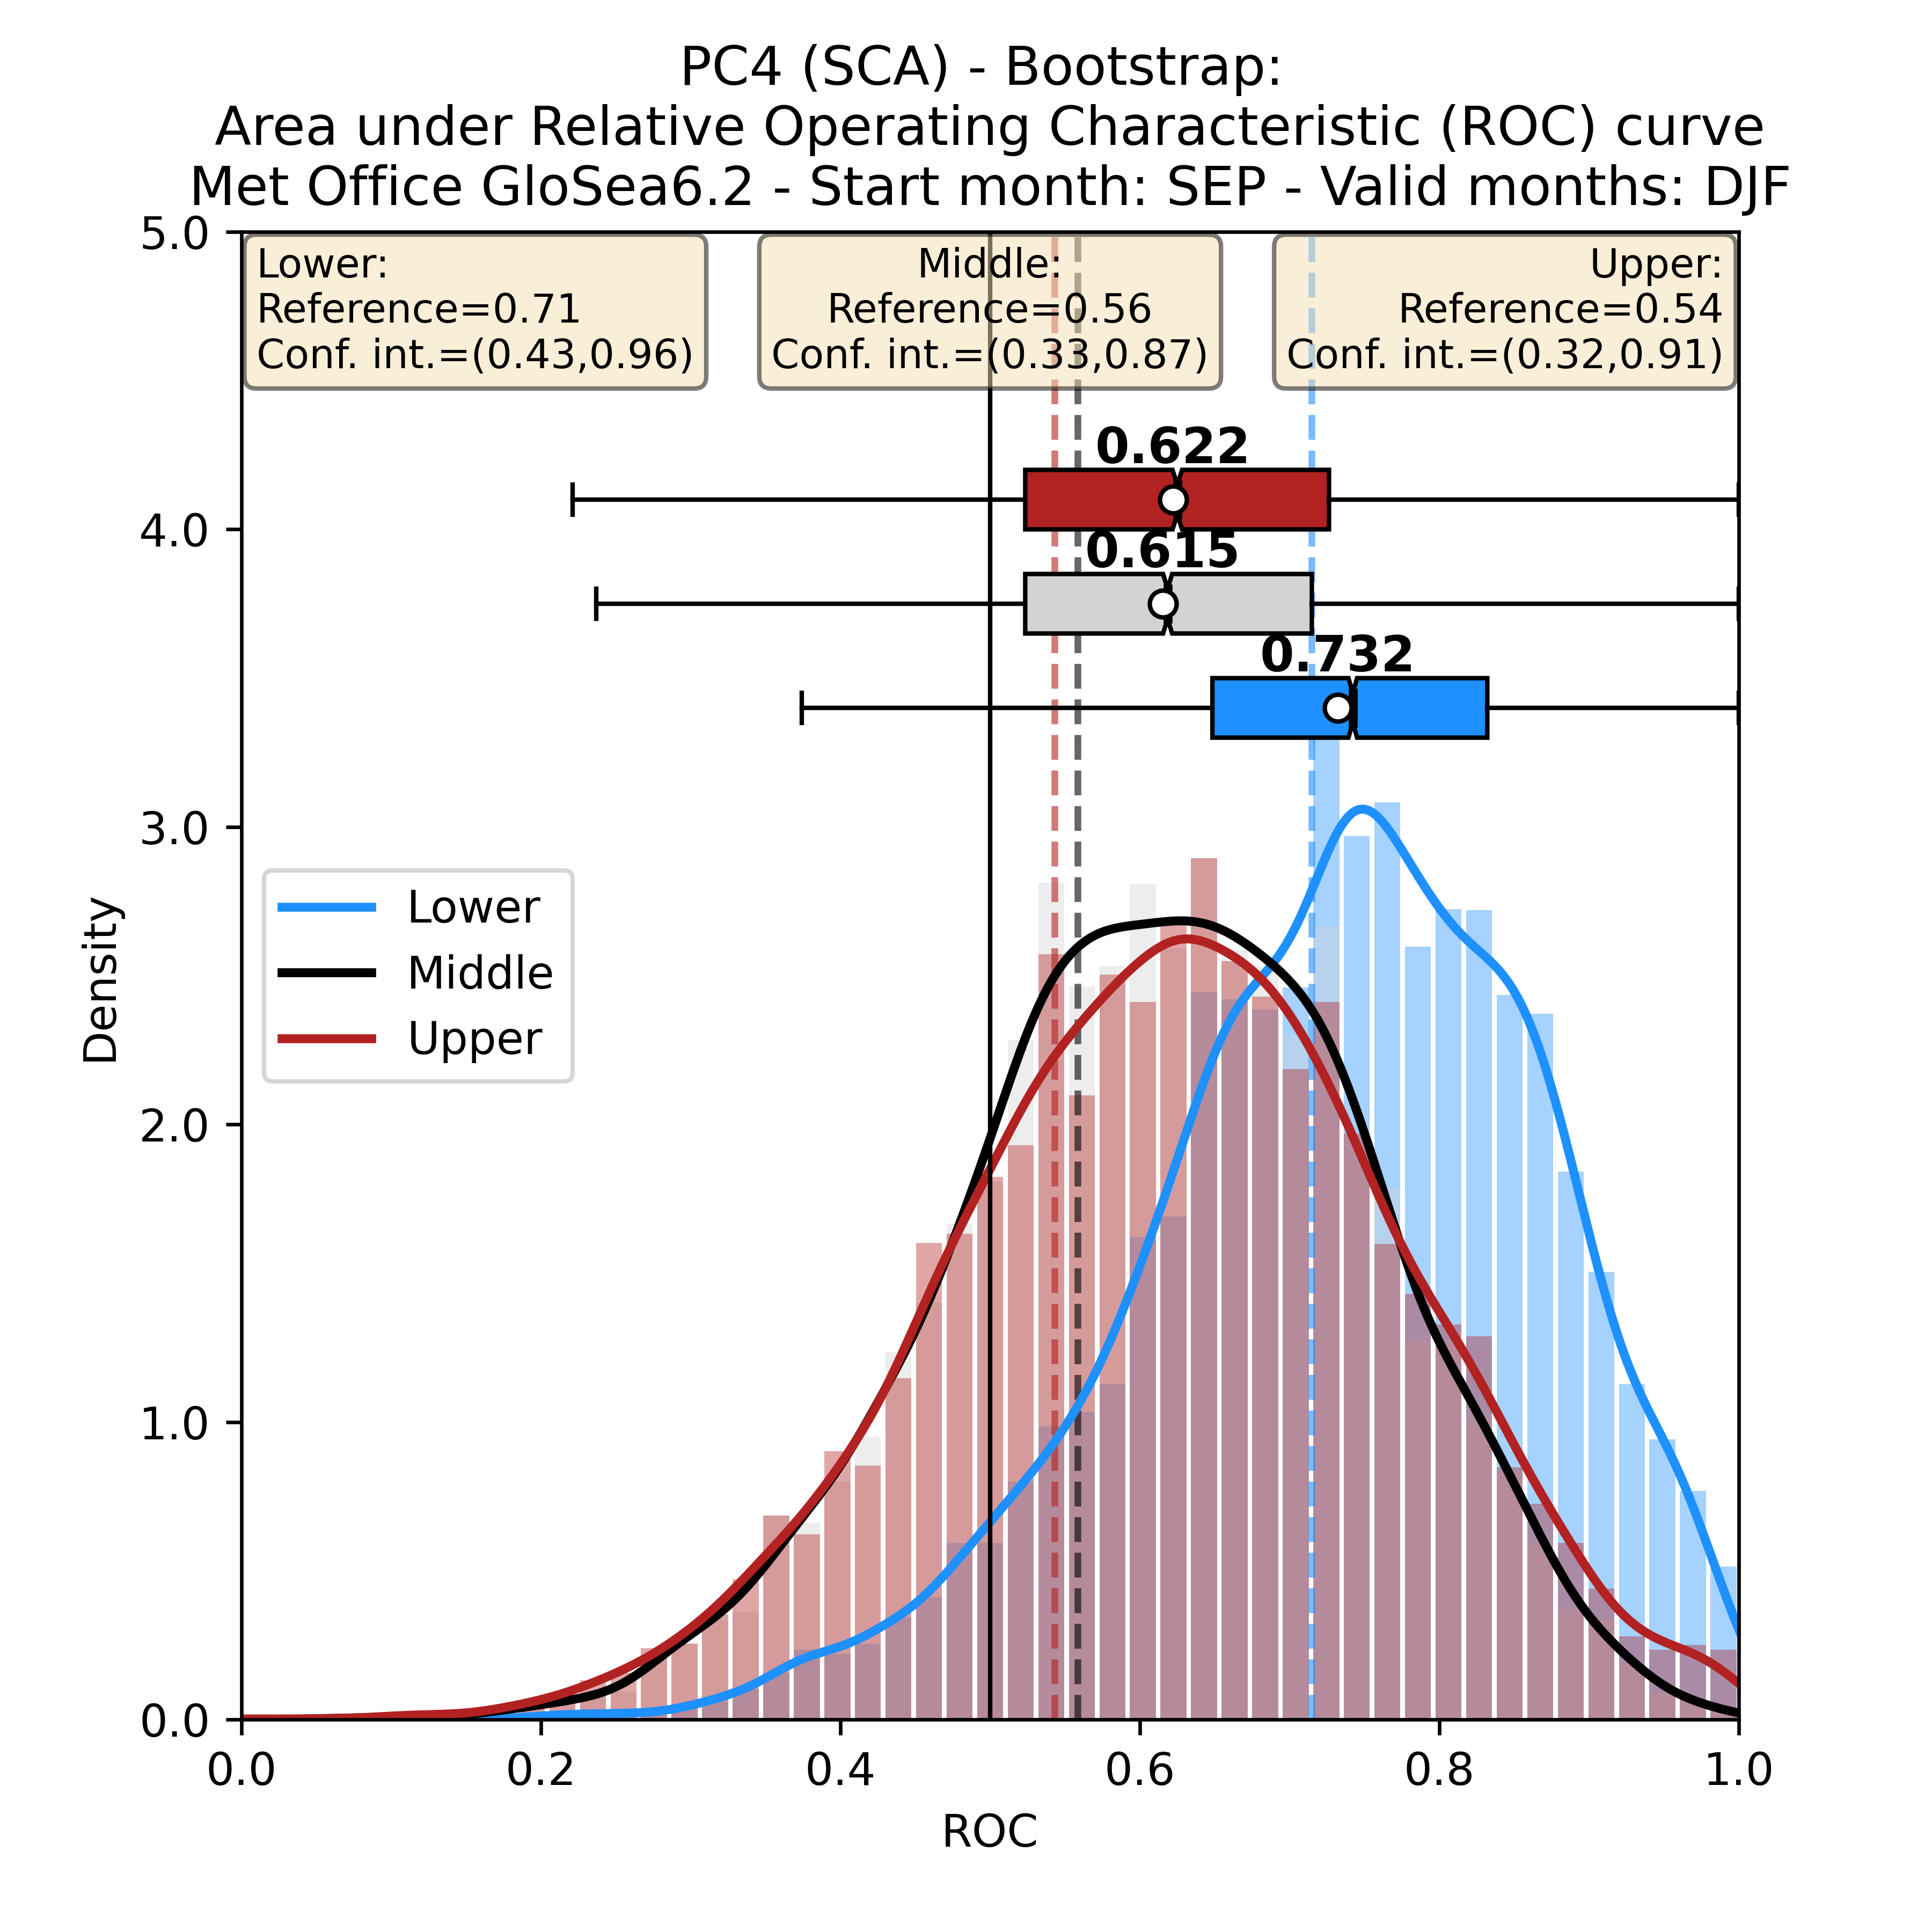 PC4 (SCA) - Bootstrap:
Area under Relative Operating Characteristic (ROC) curve
Met Office GloSea6.2 - Start month: SEP - Valid months: DJF
Lower:
Reference=0.71
Conf. int.=(0.43,0.96)
Middle:
Reference=0.56
Conf. int.=(0.33,0.87)
Upper:
Reference=0.54
Conf. int.=(0.32,0.91)
0.622
0.615
0.732
5.0
4.0
3.0
2.0
1.0
0.0
Density
Lower
Middle
Upper
0.0
0.2
0.4
0.6
0.8
1.0
ROC